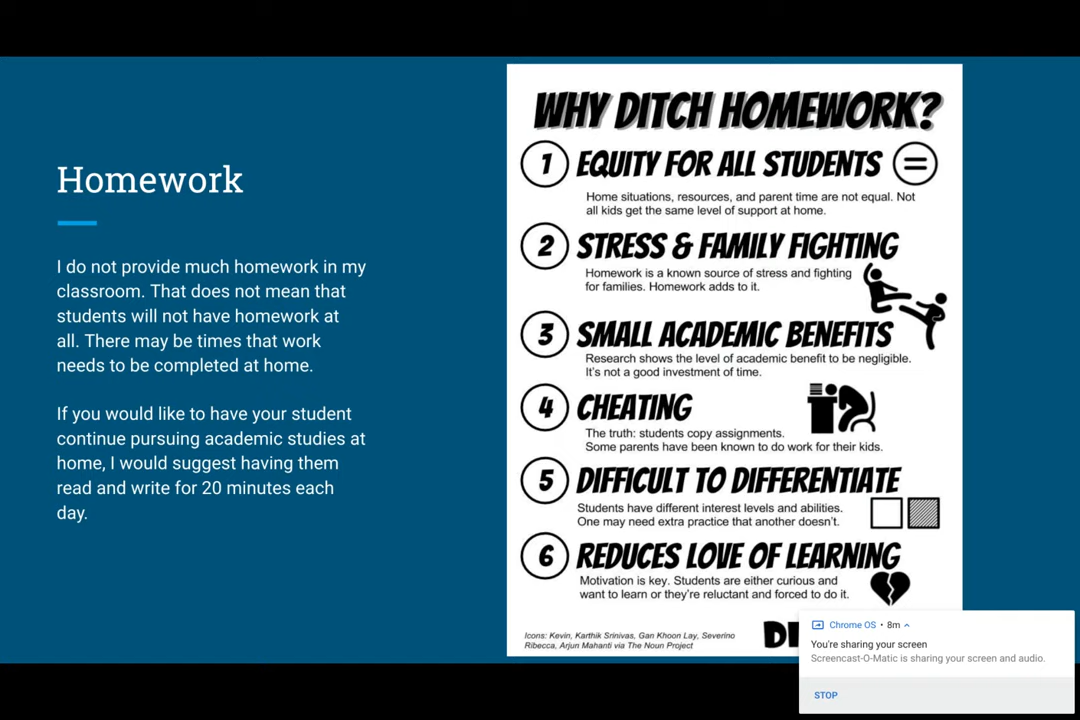 Homework
I do not provide much homework in my
classroom. That does not mean that
students will not have homework at
all. There may be times that work
needs to be completed at home.
If you would like to have your student
continue pursuing academic studies at
home, I would suggest having them
read and write for 20 minutes each
day.
WHY DITCH HOMEWORK?
1 EQUITY FOR ALL STUDENTS
Home situations, resources, and parent time are not equal. Not
all kids get the same level of support at home.
2 STRESS & FAMILY FIGHTING
Homework is a known source of stress and fighting
for families. Homework adds to it.
3 SMALL ACADEMIC BENEFITS
Research shows the level of academic benefit to be negligible.
It's not a good investment of time.
4 CHEATING
The truth: students copy assignments.
Some parents have been known to do work for their kids.
5 DIFFICULT TO DIFFERENTIATE
Students have different interest levels and abilities.
One may need extra practice that another doesn't.
6 REDUCES LOVE OF LEARNING
Motivation is key. Students are either curious and
want to learn or they're reluctant and forced to do it.
Icons: Kevin, Karthik Srinivas, Gan Khoon Lay, Severino
Ribecca, Arjun Mahanti via The Noun Project
Chrome OS • 8m
You're sharing your screen
Screencast-O-Matic is sharing your screen and audio.
STOP